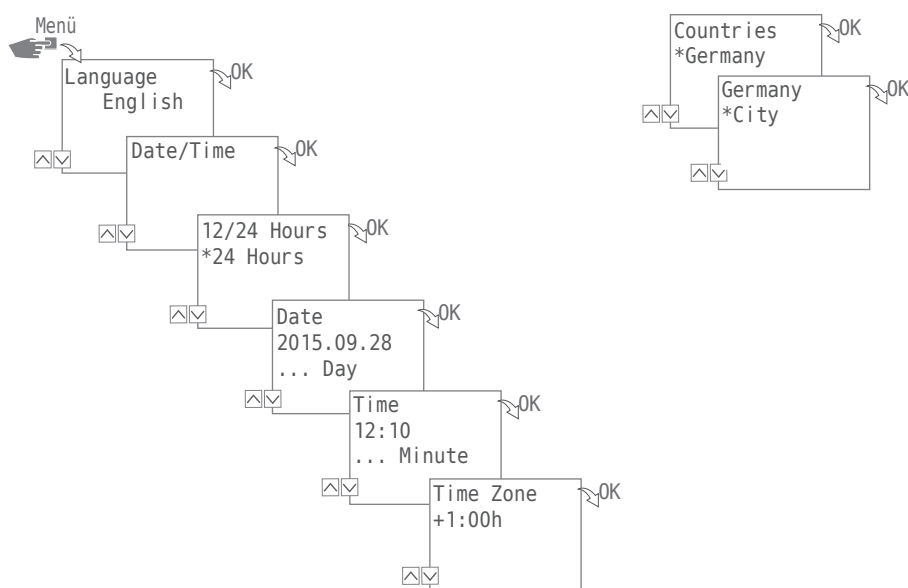 Menü
Language
English
OK
Date/Time
OK
12/24 Hours
*24 Hours
OK
Date
2015.09.28
... Day
OK
Time
12:10
... Minute
OK
Time Zone
+1:00h
OK
Countries
*Germany
OK
Germany
*City
OK